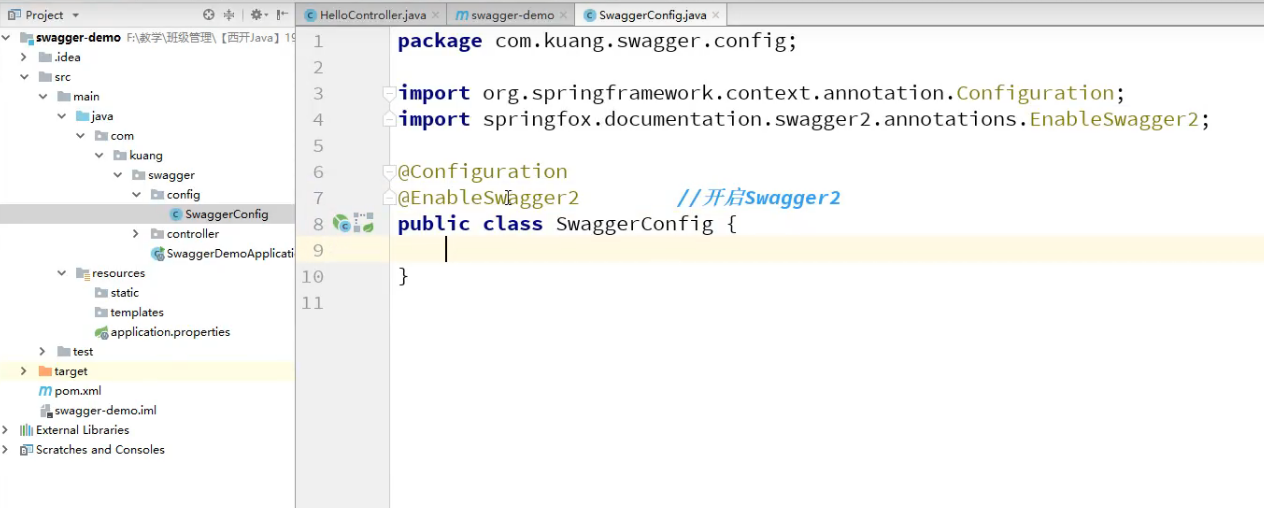 Project
HelloController.java
swagger-demo
SwaggerConfig.java
swagger-demo F:\教学\班级管理\【西开Java】19
.idea
src
main
java
com
kuang
swagger
config
SwaggerConfig
controller
SwaggerDemoApplicati
resources
static
templates
application.properties
test
target
pom.xml
swagger-demo.iml
External Libraries
Scratches and Consoles
1 package com.kuang.swagger.config;
2
3 import org.springframework.context.annotation.Configuration;
4 import springfox.documentation.swagger2.annotations.EnableSwagger2;
5
6 @Configuration
7 @EnableSwagger2 //开启Swagger2
8 public class SwaggerConfig {
9
10 }
11